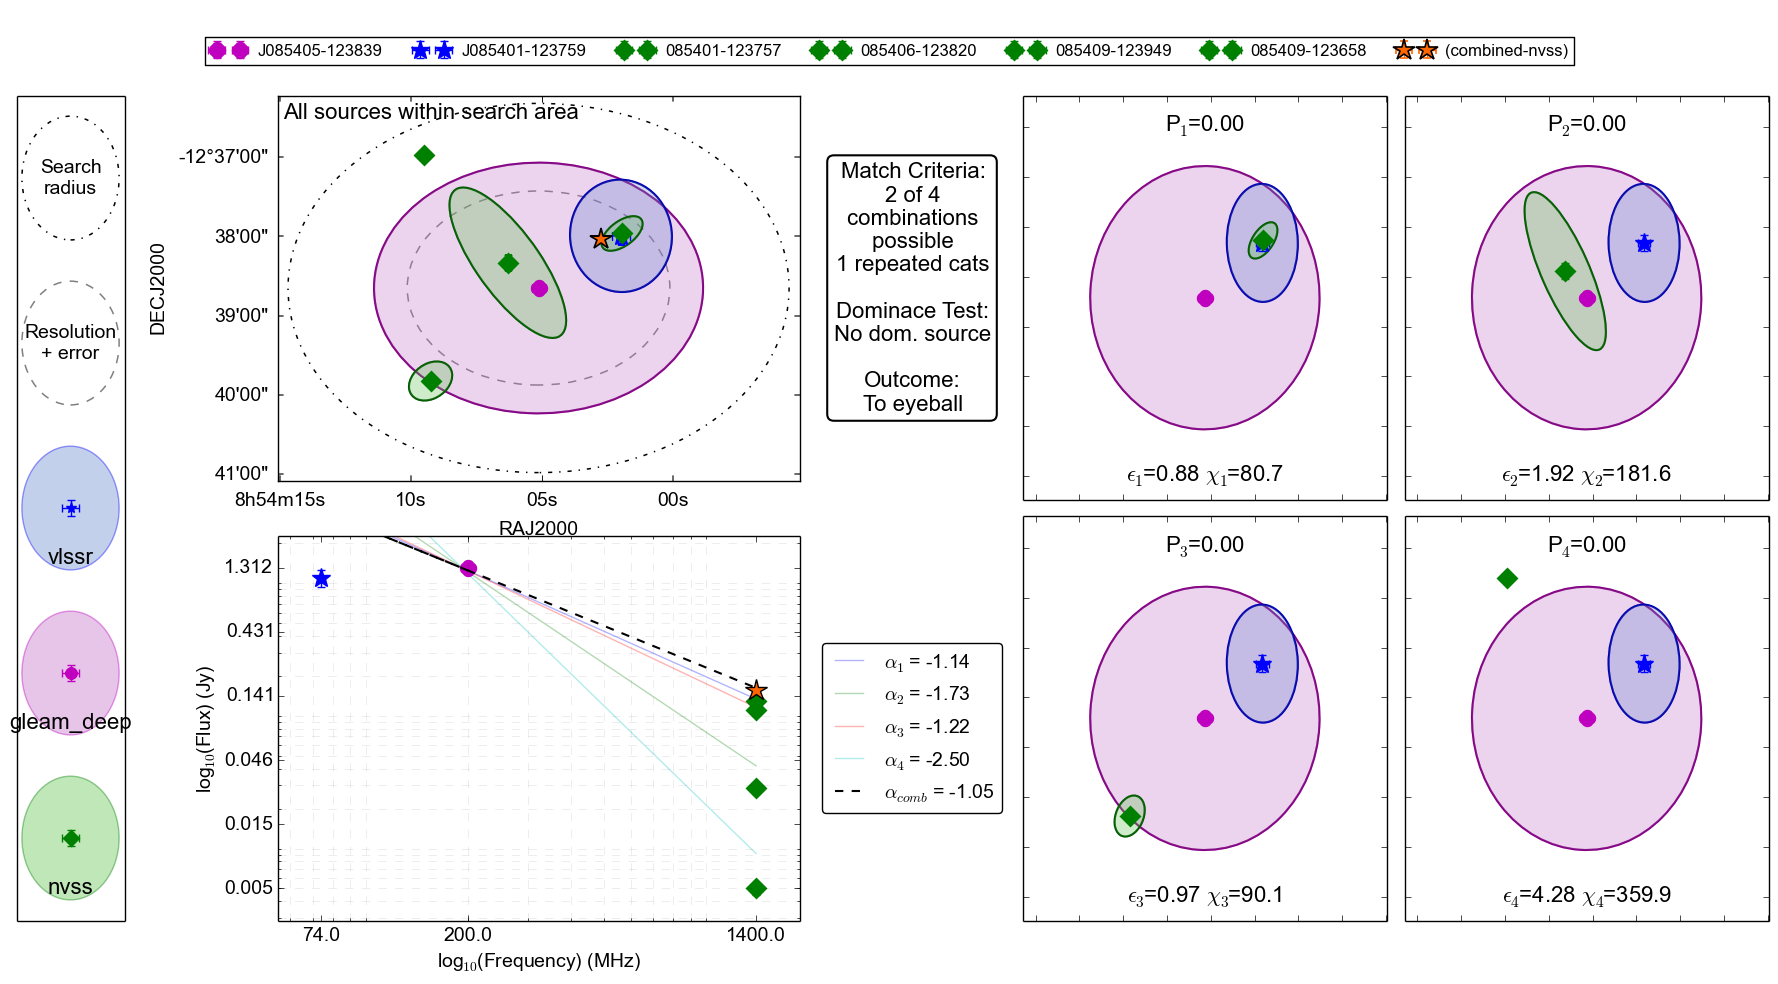 J085405-123839 J085401-123759 085401-123757 085406-123820 085409-123949 085409-123658 (combined-nvss)
Search
radius
Resolution
+ error
vlssr
gleam_deep
nvss
All sources within search area
-12°37'00"
38'00"
39'00"
40'00"
41'00"
DECJ2000
8h54m15s 10s 05s 00s
RAJ2000
Match Criteria:
2 of 4
combinations
possible
1 repeated cats
Dominace Test:
No dom. source
Outcome:
To eyeball
1.312
0.431
0.141
0.046
0.015
0.005
log10(Flux) (Jy)
74.0 200.0 1400.0
log10(Frequency) (MHz)
α1 = -1.14
α2 = -1.73
α3 = -1.22
α4 = -2.50
αcomb = -1.05
P1=0.00
ϵ1=0.88 χ1=80.7
P2=0.00
ϵ2=1.92 χ2=181.6
P3=0.00
ϵ3=0.97 χ3=90.1
P4=0.00
ϵ4=4.28 χ4=359.9